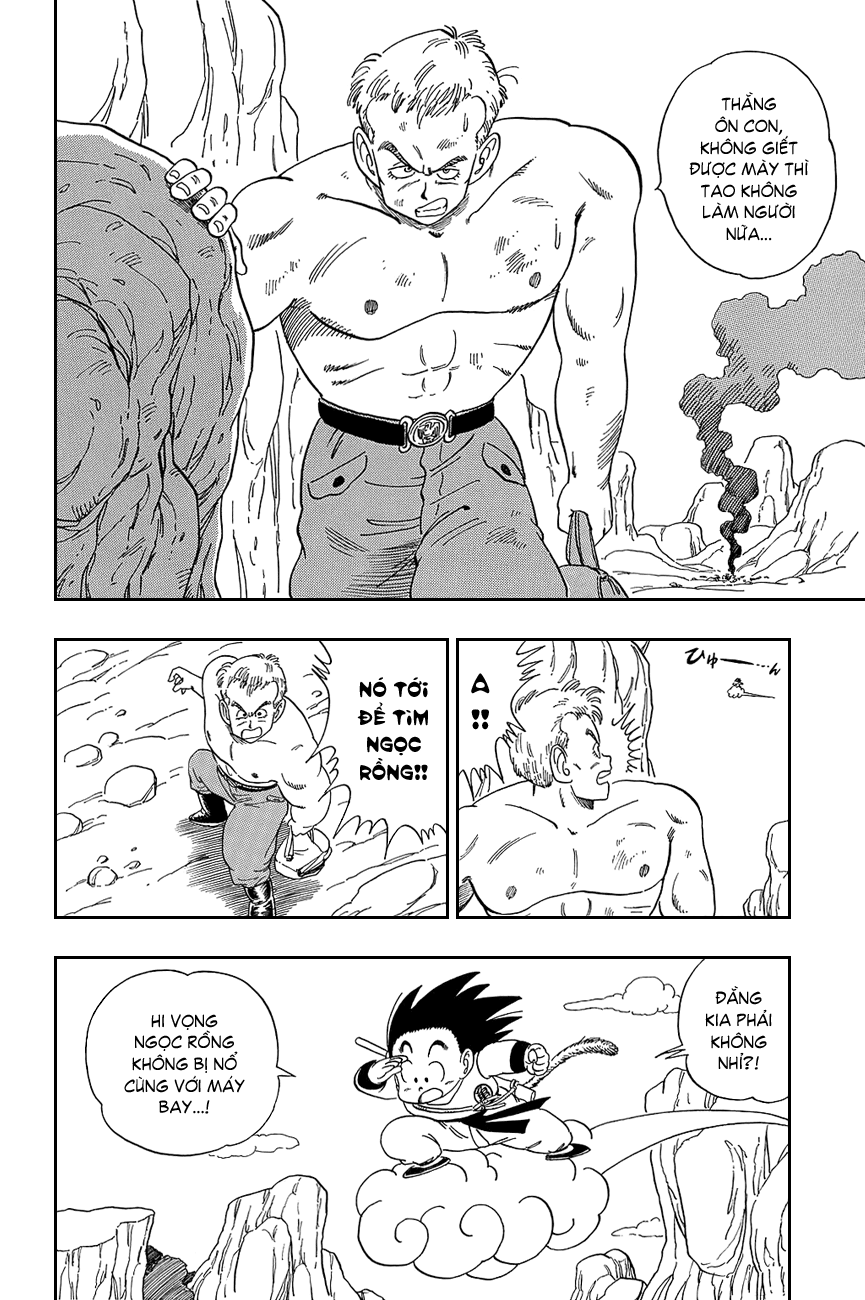 THẰNG
ÔN CON,
KHÔNG GIẾT
ĐƯỢC MÀY THÌ
TAO KHÔNG
LÀM NGƯỜI
NỮA...
ひゅーーん
A
!!
NÓ TỚI
ĐỂ TÌM
NGỌC
RỒNG!!
ĐẰNG
KIA PHẢI
KHÔNG
NHỈ?!
HI VỌNG
NGỌC RỒNG
KHÔNG BỊ NỔ
CÙNG VỚI MÁY
BAY...!